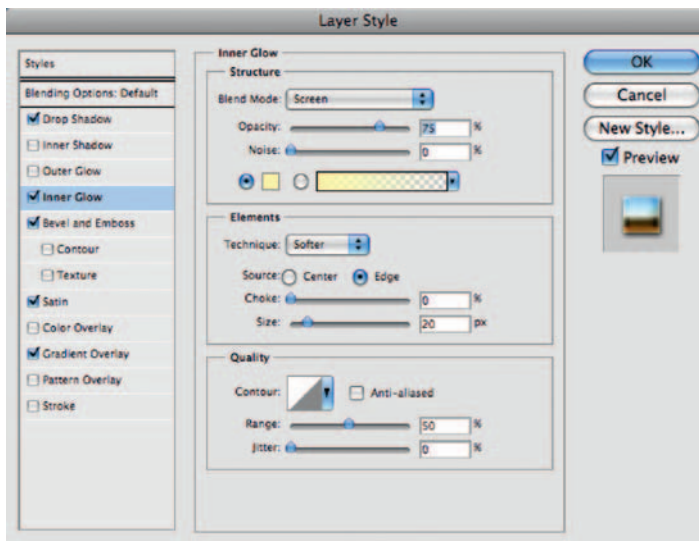 Layer Style
Styles
Blending Options: Default
Drop Shadow
Inner Shadow
Outer Glow
Inner Glow
Bevel and Emboss
Contour
Texture
Satin
Color Overlay
Gradient Overlay
Pattern Overlay
Stroke
Inner Glow
Structure
Blend Mode: Screen
Opacity: 75 %
Noise: 0 %
Elements
Technique: Softer
Source: Center Edge
Choke: 0 %
Size: 20 px
Quality
Contour: Anti-aliased
Range: 50 %
Jitter: 0 %
OK
Cancel
New Style...
Preview